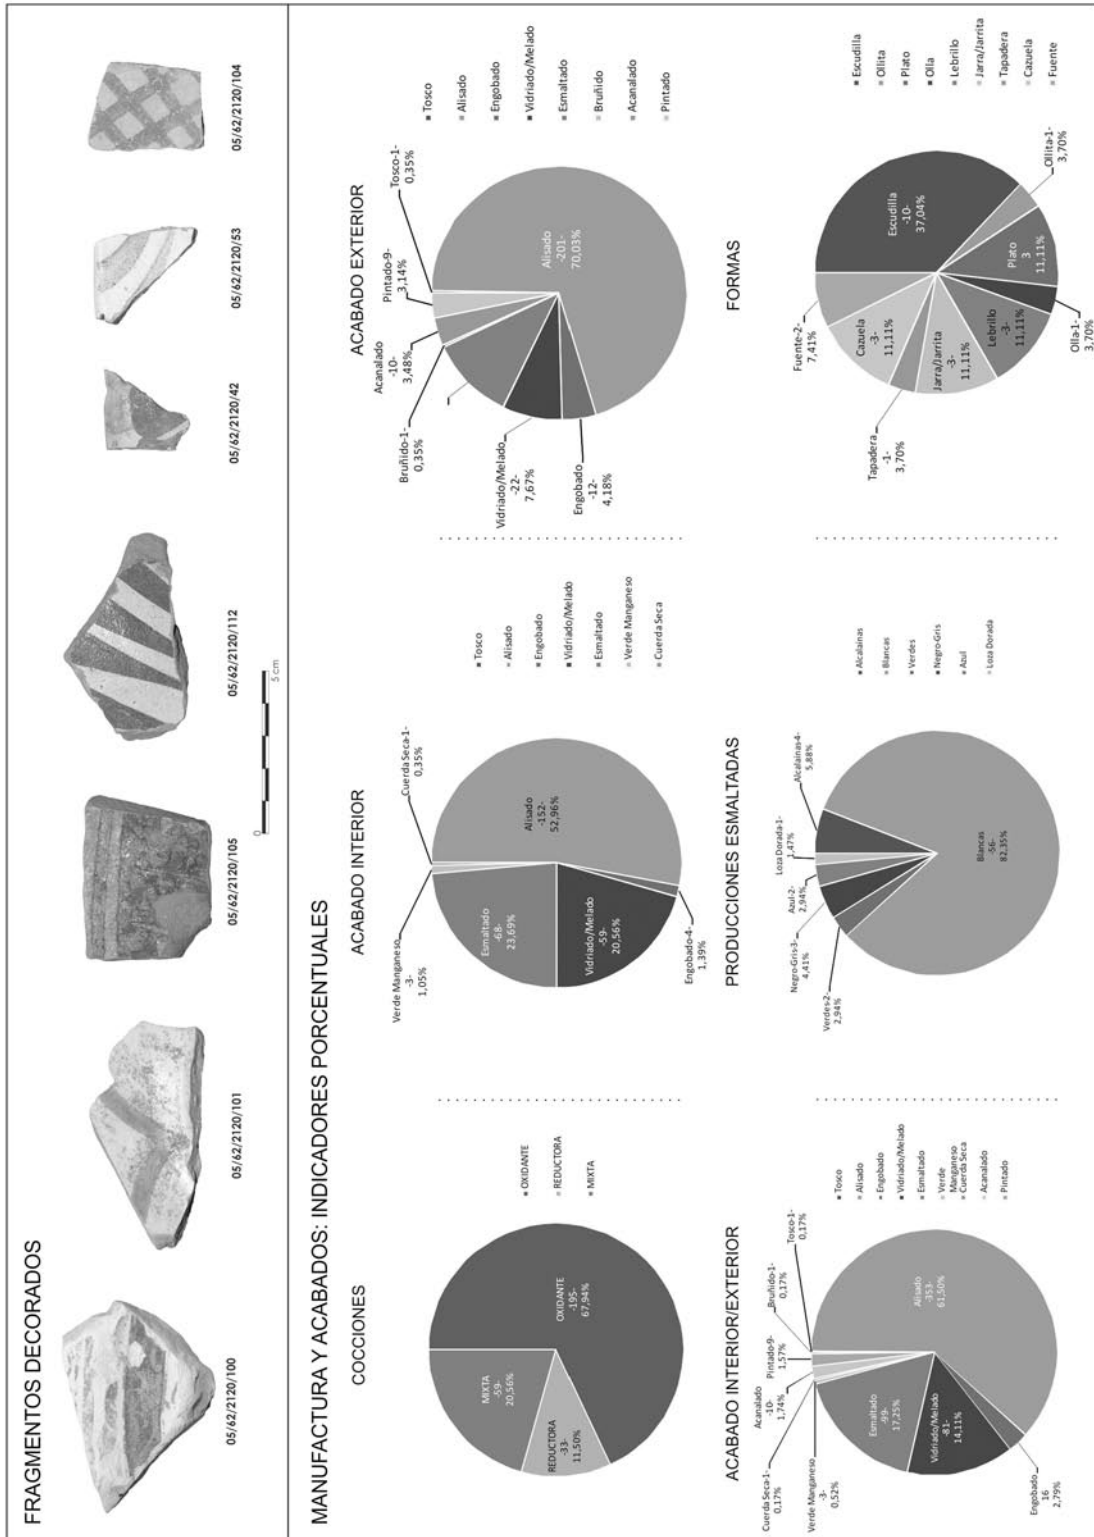 FRAGMENTOS DECORADOS
05/62/2120/100
05/62/2120/101
05/62/2120/105
05/62/2120/112
05/62/2120/42
05/62/2120/53
05/62/2120/104
0
5 cm
MANUFACTURA Y ACABADOS: INDICADORES PORCENTUALES
COCCIONES
MIXTA
-59-
20,56%
REDUCTORA
-33-
11,50%
OXIDANTE
-195-
67,94%
OXIDANTE
REDUCTORA
MIXTA
ACABADO INTERIOR
Verde Manganeso
-3-
1,05%
Cuerda Seca-1-
0,35%
Esmaltado
-68-
23,69%
Alisado
-152-
52,96%
Vidriado/Melado
-59-
20,56%
Engobado-4-
1,39%
Tosco
Alisado
Engobado
Vidriado/Melado
Esmaltado
Verde Manganeso
Cuerda Seca
ACABADO EXTERIOR
Bruñido-1-
0,35%
Acanalado
-10-
3,48%
Pintado-9-
3,14%
Tosco-1-
0,35%
Alisado
-201-
70,03%
Vidriado/Melado
-22-
7,67%
Engobado
-12-
4,18%
Tosco
Alisado
Engobado
Vidriado/Melado
Esmaltado
Bruñido
Acanalado
Pintado
ACABADO INTERIOR/EXTERIOR
Cuerda Seca-1-
0,17%
Verde Manganeso
-3-
0,52%
Acanalado
-10-
1,74%
Pintado-9-
1,57%
Bruñido-1-
0,17%
Tosco-1-
0,17%
Esmaltado
-99-
17,25%
Vidriado/Melado
-81-
14,11%
Alisado
-353-
61,50%
Engobado
16
2,79%
Tosco
Alisado
Engobado
Vidriado/Melado
Esmaltado
Verde
Manganeso
Cuerda Seca
Acanalado
Pintado
PRODUCCIONES ESMALTADAS
Verdes-2-
2,94%
Negro-Gris-3-
4,41%
Azul-2-
2,94%
Loza Dorada-1-
1,47%
Alcalainas-4-
5,88%
Blancas
-56-
82,35%
Alcalainas
Blancas
Verdes
Negro-Gris
Azul
Loza Dorada
FORMAS
Tapadera
-1-
3,70%
Fuente-2-
7,41%
Cazuela
-3-
11,11%
Jarra/Jarrita
-3-
11,11%
Lebrillo
-3-
11,11%
Olla-1-
3,70%
Plato
3
11,11%
Ollita-1-
3,70%
Escudilla
-10-
37,04%
Escudilla
Ollita
Plato
Olla
Lebrillo
Jarra/Jarrita
Tapadera
Cazuela
Fuente